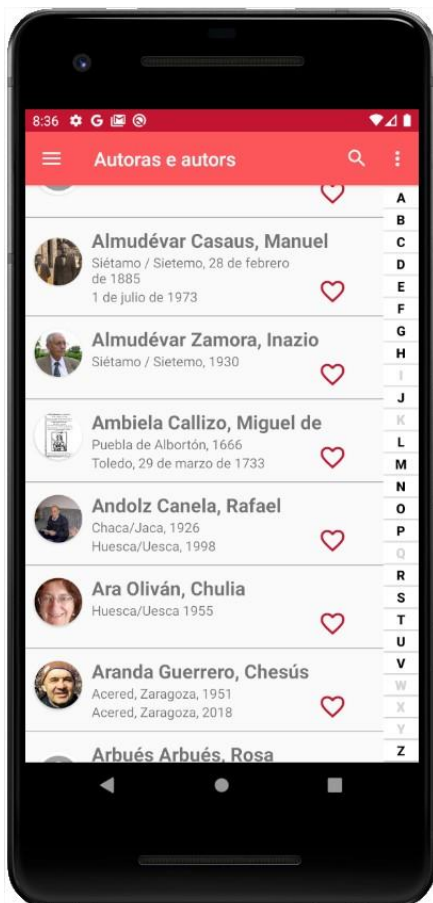 8:36
Autoras e autors
Almudévar Casaus, Manuel
Siétamo / Sietemo, 28 de febrero
de 1885
1 de julio de 1973
Almudévar Zamora, Inazio
Siétamo / Sietemo, 1930
Ambiela Callizo, Miguel de
Puebla de Albortón, 1666
Toledo, 29 de marzo de 1733
Andolz Canela, Rafael
Chaca/Jaca, 1926
Huesca/Uesca, 1998
Ara Oliván, Chulia
Huesca/Uesca 1955
Aranda Guerrero, Chesús
Acered, Zaragoza, 1951
Acered, Zaragoza, 2018
Arbués Arbués, Rosa
A
B
C
D
E
F
G
H
I
J
K
L
M
N
O
P
Q
R
S
T
U
V
W
X
Y
Z